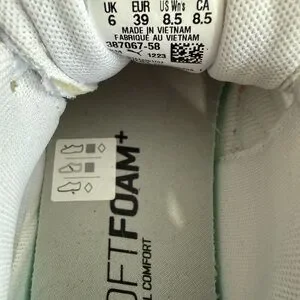 UK EUR US Wn's CA
6 39 8.5 8.5
MADE IN VIETNAM
FABRIQUÉ AU VIETNAM
387067-58
1223
SOFTFOAM+
L COMFORT